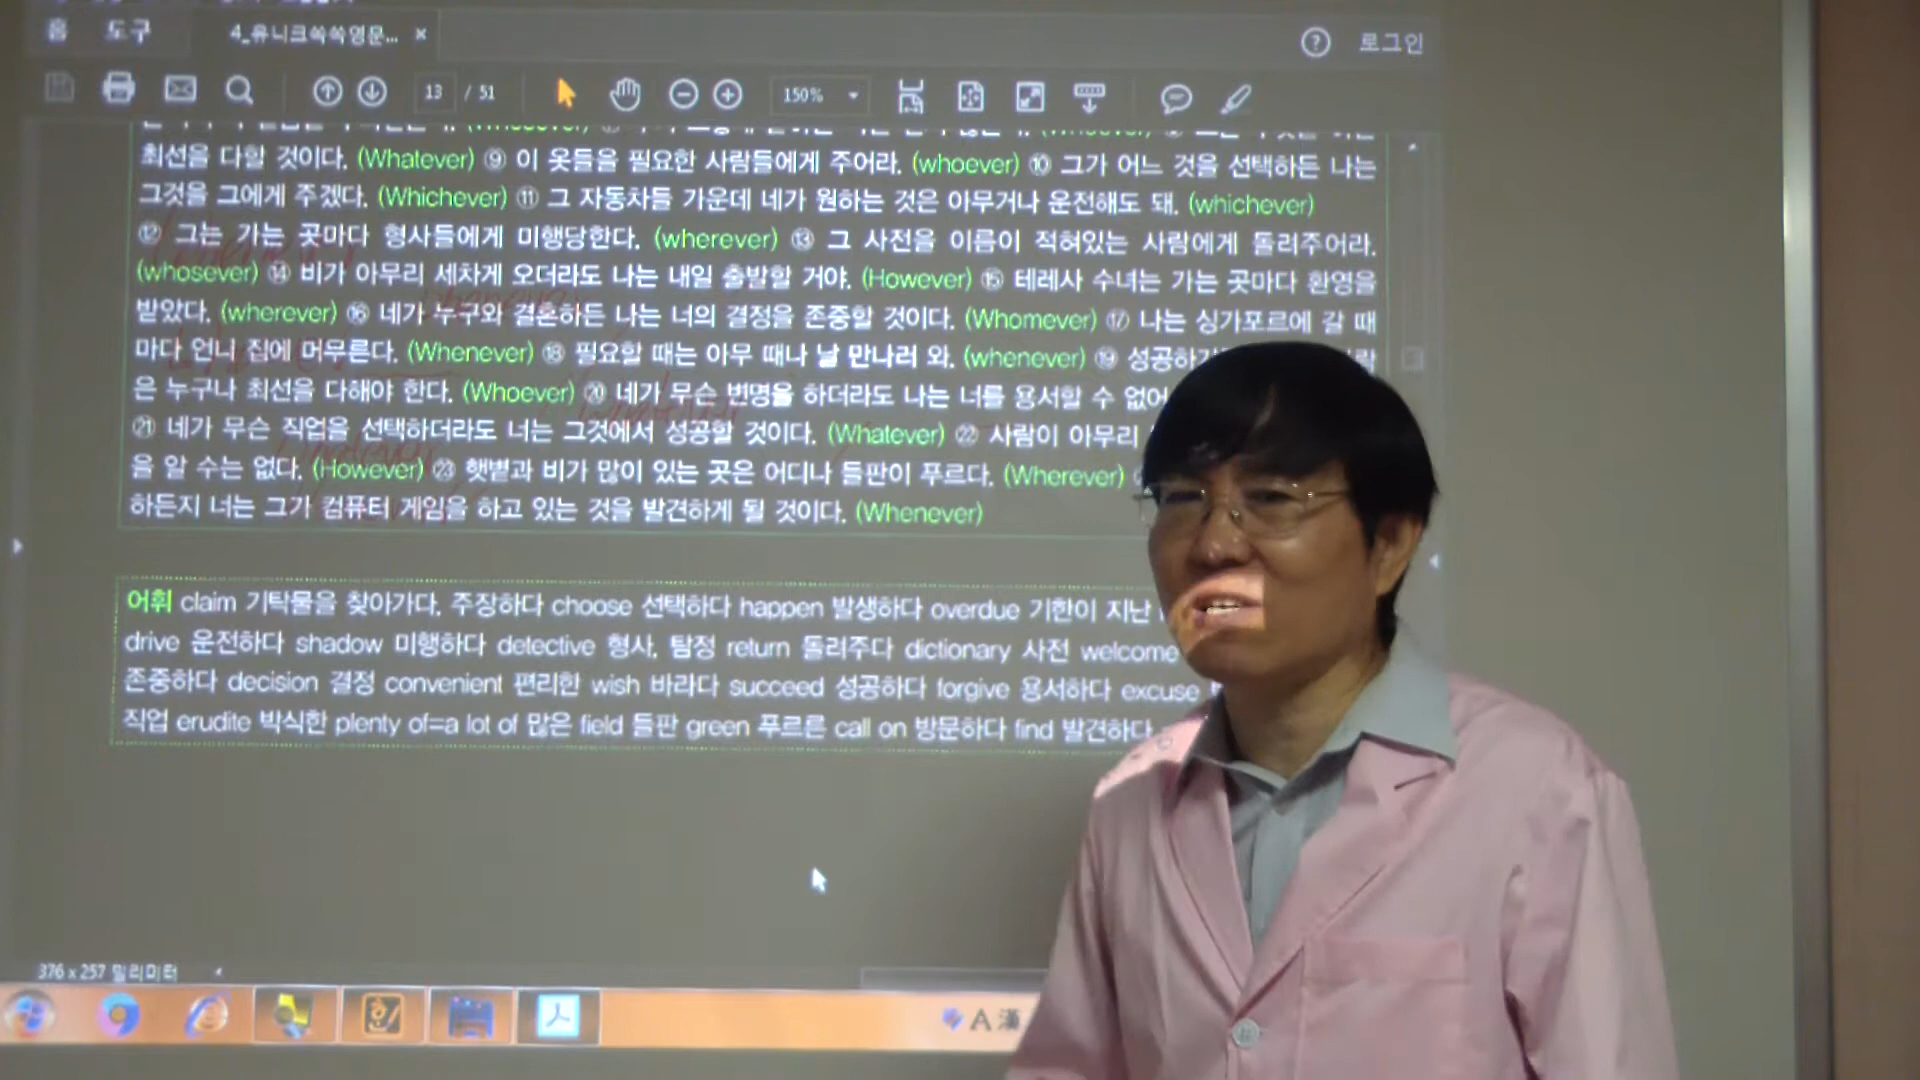 홈 도구 4_유니크쏙쏙영문... × ? 로그인
13 / 51 150%
최선을 다할 것이다. (Whatever) ⑨ 이 옷들을 필요한 사람들에게 주어라. (whoever) ⑩ 그가 어느 것을 선택하든 나는
그것을 그에게 주겠다. (Whichever) ⑪ 그 자동차들 가운데 네가 원하는 것은 아무거나 운전해도 돼. (whichever)
⑫ 그는 가는 곳마다 형사들에게 미행당한다. (wherever) ⑬ 그 사전을 이름이 적혀있는 사람에게 돌려주어라.
(whosever) ⑭ 비가 아무리 세차게 오더라도 나는 내일 출발할 거야. (However) ⑮ 테레사 수녀는 가는 곳마다 환영을
받았다. (wherever) ⑯ 네가 누구와 결혼하든 나는 너의 결정을 존중할 것이다. (Whomever) ⑰ 나는 싱가포르에 갈 때
마다 언니 집에 머무른다. (Whenever) ⑱ 필요할 때는 아무 때나 날 만나러 와. (whenever) ⑲ 성공하기
은 누구나 최선을 다해야 한다. (Whoever) ⑳ 네가 무슨 변명을 하더라도 나는 너를 용서할 수 없어
㉑ 네가 무슨 직업을 선택하더라도 너는 그것에서 성공할 것이다. (Whatever) ㉒ 사람이 아무리
을 알 수는 없다. (However) ㉓ 햇볕과 비가 많이 있는 곳은 어디나 들판이 푸르다. (Wherever)
하든지 너는 그가 컴퓨터 게임을 하고 있는 것을 발견하게 될 것이다. (Whenever)
어휘 claim 기탁물을 찾아가다, 주장하다 choose 선택하다 happen 발생하다 overdue 기한이 지난
drive 운전하다 shadow 미행하다 detective 형사, 탐정 return 돌려주다 dictionary 사전 welcome
존중하다 decision 결정 convenient 편리한 wish 바라다 succeed 성공하다 forgive 용서하다 excuse
직업 erudite 박식한 plenty of=a lot of 많은 field 들판 green 푸르른 call on 방문하다 find 발견하다
376 x 257 밀리미터
A 漢